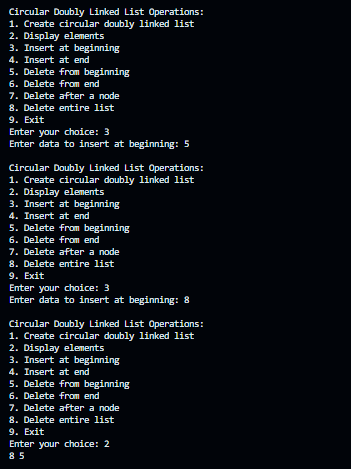 Circular Doubly Linked List Operations:
1. Create circular doubly linked list
2. Display elements
3. Insert at beginning
4. Insert at end
5. Delete from beginning
6. Delete from end
7. Delete after a node
8. Delete entire list
9. Exit
Enter your choice: 3
Enter data to insert at beginning: 5
Circular Doubly Linked List Operations:
1. Create circular doubly linked list
2. Display elements
3. Insert at beginning
4. Insert at end
5. Delete from beginning
6. Delete from end
7. Delete after a node
8. Delete entire list
9. Exit
Enter your choice: 3
Enter data to insert at beginning: 8
Circular Doubly Linked List Operations:
1. Create circular doubly linked list
2. Display elements
3. Insert at beginning
4. Insert at end
5. Delete from beginning
6. Delete from end
7. Delete after a node
8. Delete entire list
9. Exit
Enter your choice: 2
8 5